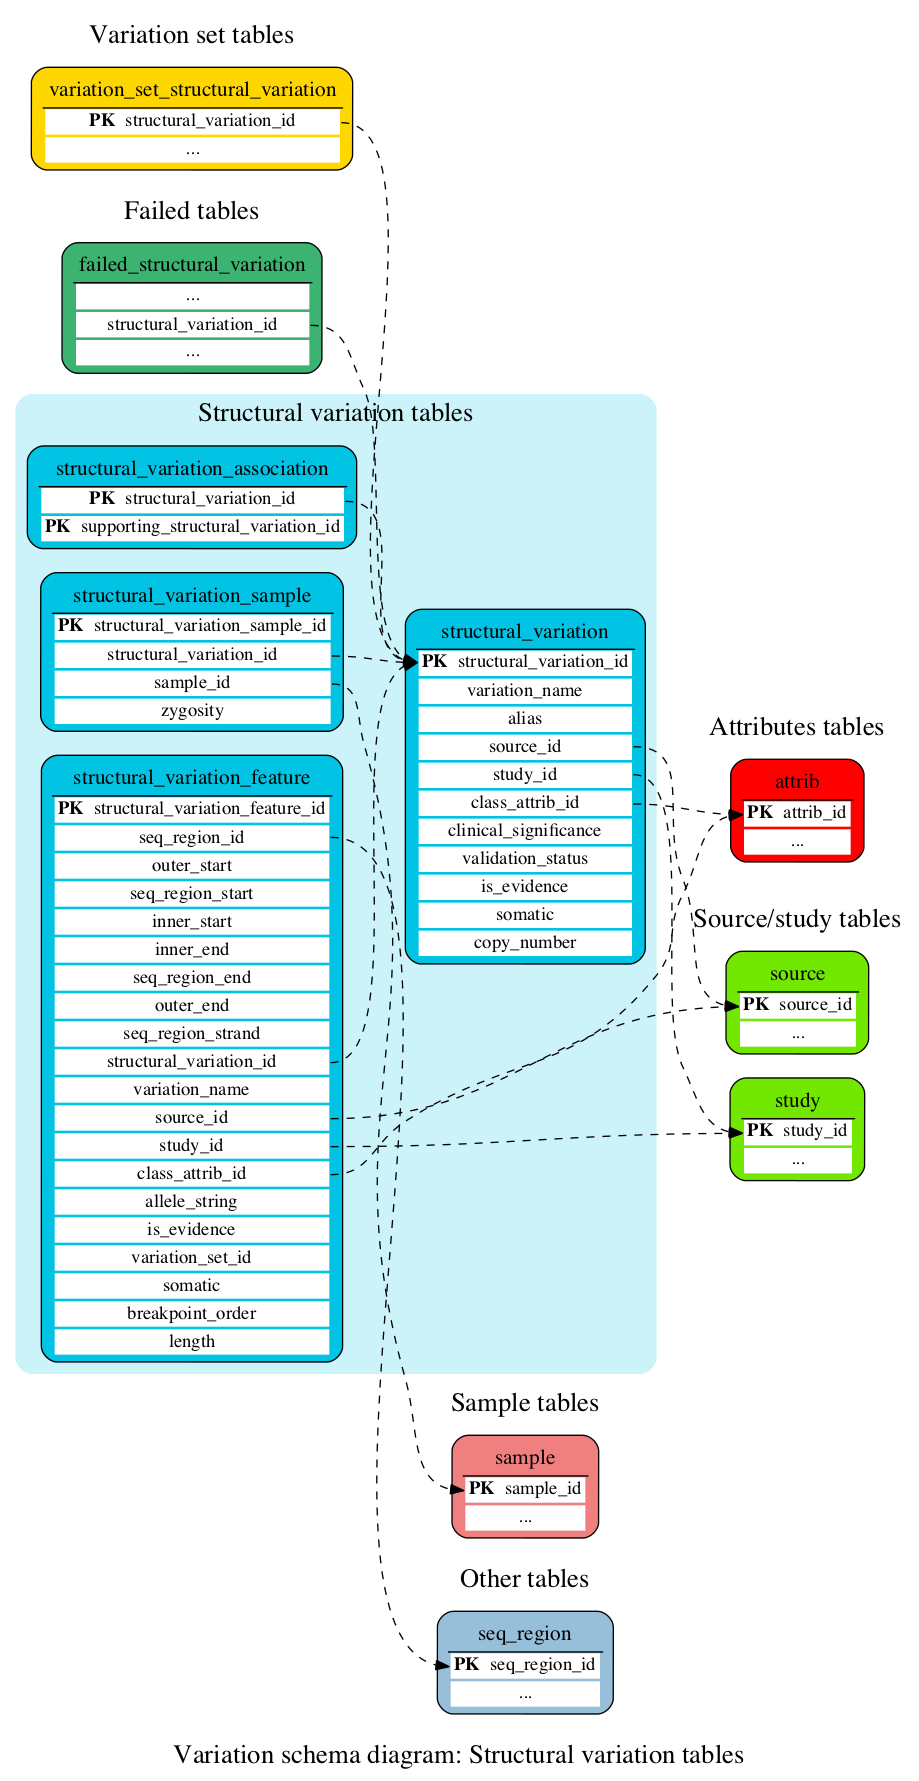 Variation set tables
variation_set_structural_variation
PK structural_variation_id
...
Failed tables
failed_structural_variation
...
structural_variation_id
...
Structural variation tables
structural_variation_association
PK structural_variation_id
PK supporting_structural_variation_id
structural_variation_sample
PK structural_variation_sample_id
structural_variation_id
sample_id
zygosity
structural_variation_feature
PK structural_variation_feature_id
seq_region_id
outer_start
seq_region_start
inner_start
inner_end
seq_region_end
outer_end
seq_region_strand
structural_variation_id
variation_name
source_id
study_id
class_attrib_id
allele_string
is_evidence
variation_set_id
somatic
breakpoint_order
length
structural_variation
PK structural_variation_id
variation_name
alias
source_id
study_id
class_attrib_id
clinical_significance
validation_status
is_evidence
somatic
copy_number
Attributes tables
attrib
PK attrib_id
...
Source/study tables
source
PK source_id
...
study
PK study_id
...
Sample tables
sample
PK sample_id
...
Other tables
seq_region
PK seq_region_id
...
Variation schema diagram: Structural variation tables